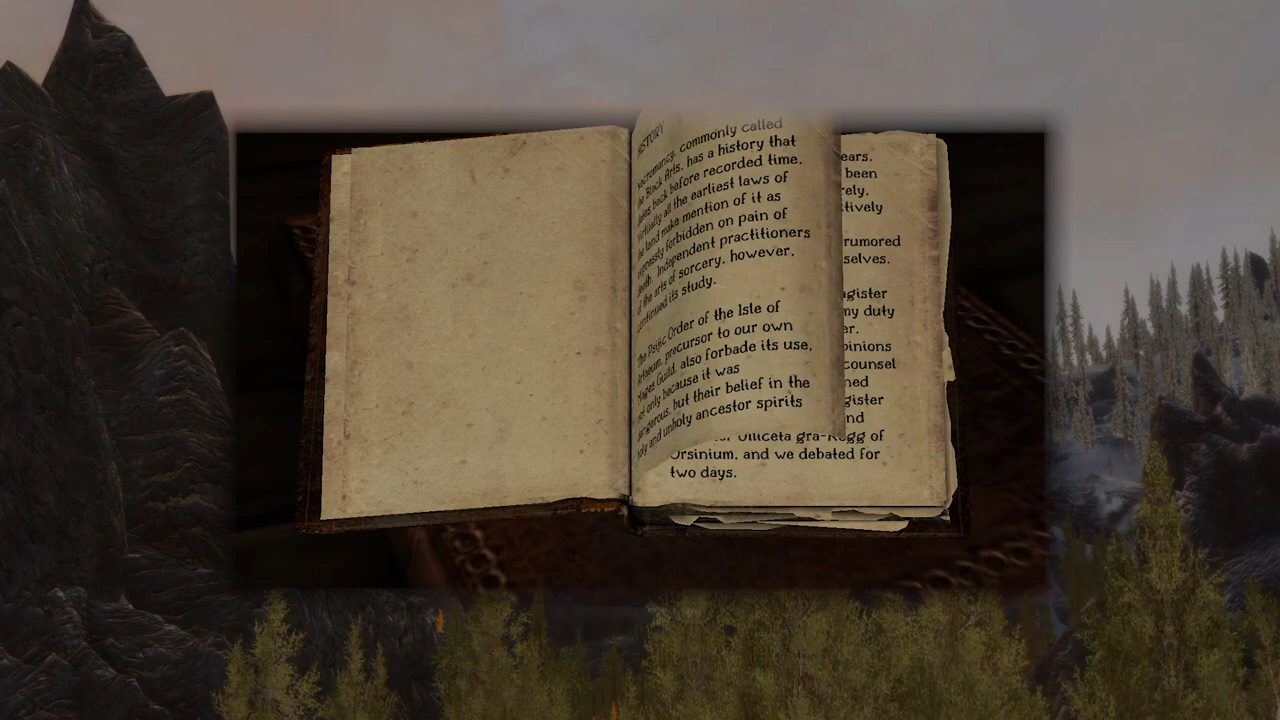 HISTORY
Necromancy, commonly called
the Black Arts, has a history that
dates back before recorded time.
Virtually all the earliest laws of
the land make mention of it as
expressly forbidden on pain of
death. Independent practitioners
of the arts of sorcery, however,
continued its study.
The Psijic Order of the Isle of
Artaeum, precursor to our own
Mages Guild, also forbade its use,
not only because it was
dangerous, but their belief in the
holy and unholy ancestor spirits
ears.
been
rely.
tively
rumored
selves.
agister
my duty
er.
pinions
counsel
ned
gister
nd
Ulliceta gra-Kogg of
Orsinium, and we debated for
two days.